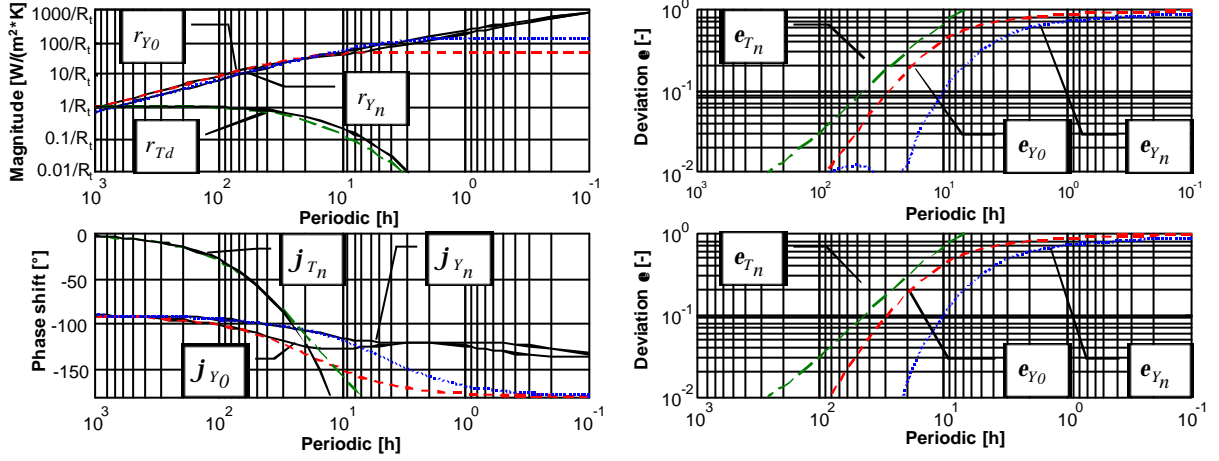 Magnitude [W/(m²*K]
1000/Rt
100/Rt
10/Rt
1/Rt
0.1/Rt
0.01/Rt
rY0
rYn
rTd
10³ 10² 10¹ 10⁰ 10⁻¹
Periodic [h]
Deviation e [-]
10⁰
10⁻¹
10⁻²
eTn
eY0
eYn
10³ 10² 10¹ 10⁰ 10⁻¹
Periodic [h]
Phase shift [°]
0
-50
-100
-150
jTn
jYn
jY0
10³ 10² 10¹ 10⁰ 10⁻¹
Periodic [h]
Deviation e [-]
10⁰
10⁻¹
10⁻²
eTn
eY0
eYn
10³ 10² 10¹ 10⁰ 10⁻¹
Periodic [h]